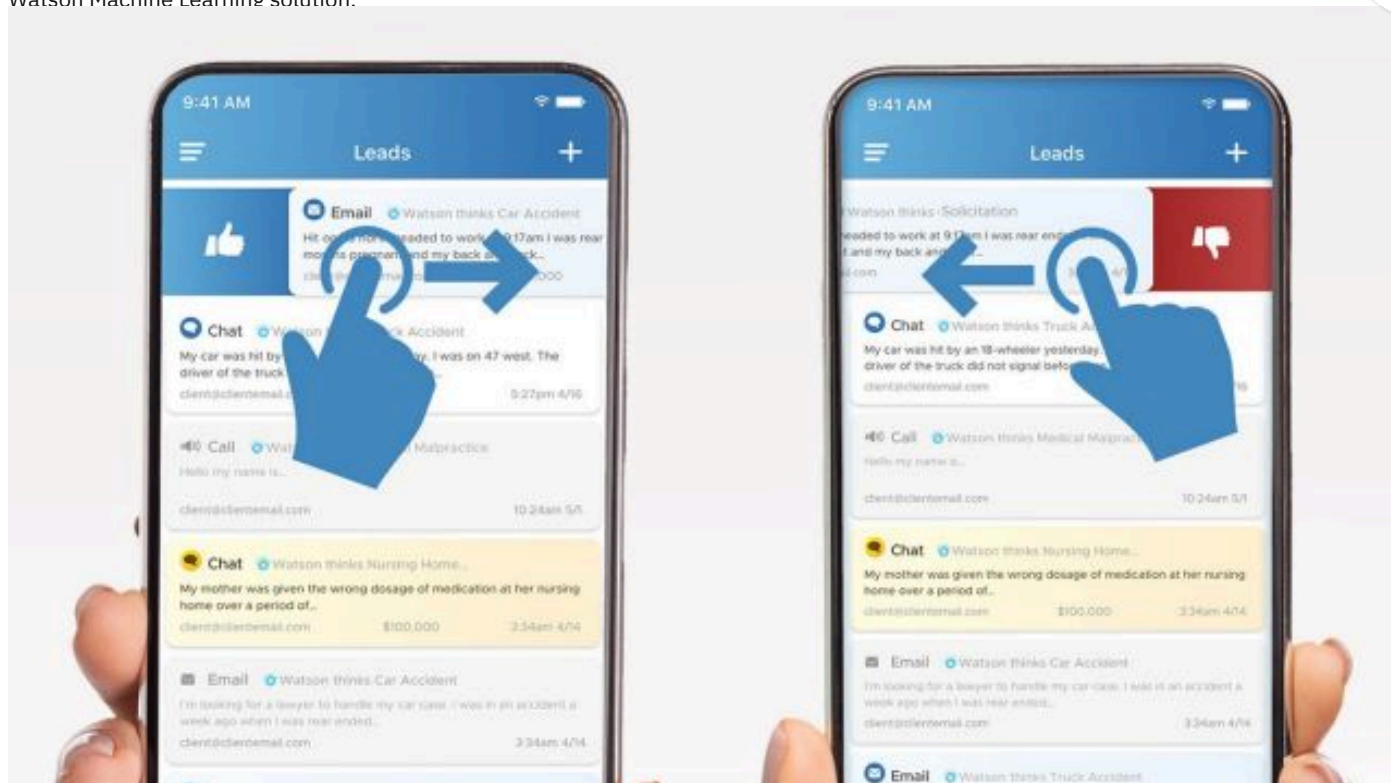 Watson Machine Learning solution.
9:41 AM
Leads
Email Watson thinks Car Accident
Hit headed to work at 9:17am I was rear
months pregnant and my back
Chat Accident
My car was hit by I was on 47 west. The
driver of the truck
5:27pm 4/16
Call Malpractice
Hello my name is...
client@clientemail.com 10:24am 5/1
Chat Watson thinks Nursing Home...
My mother was given the wrong dosage of medication at her nursing
home over a period of...
client@clientemail.com $100,000 3:34am 4/14
Email Watson thinks Car Accident
I'm looking for a lawyer to handle my car case. I was in an accident a
week ago when I was rear ended...
client@clientemail.com 3:34am 4/14
9:41 AM
Leads
Watson thinks Solicitation
headed to work at 9:17am I was rear
and my back
Chat Watson thinks Truck
My car was hit by an 18-wheeler yesterday.
driver of the truck did not signal
client@clientemail.com
Call Watson thinks Medical
Hello my name is...
client@clientemail.com 10:24am 5/1
Chat Watson thinks Nursing Home...
My mother was given the wrong dosage of medication at her nursing
home over a period of...
client@clientemail.com $100,000 3:34am 4/14
Email Watson thinks Car Accident
I'm looking for a lawyer to handle my car case. I was in an accident a
week ago when I was rear ended...
client@clientemail.com 3:34am 4/14
Email Watson thinks Truck Accident